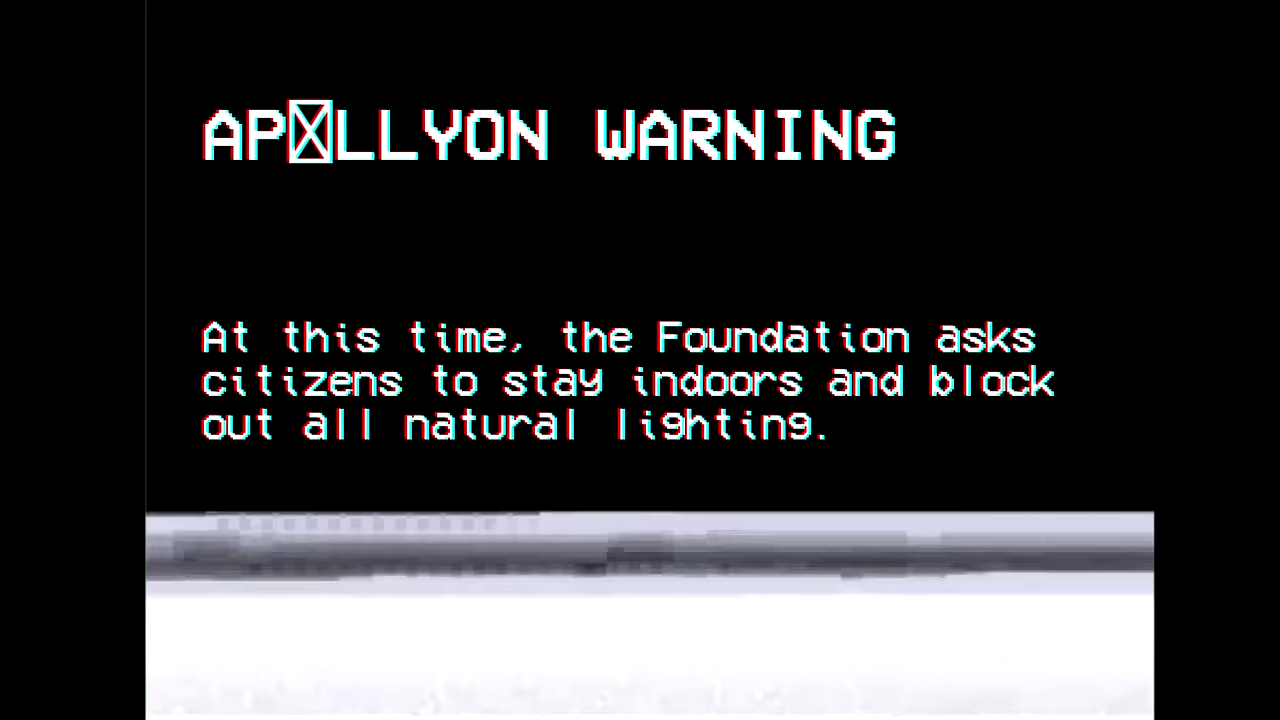 AP☒LLYON WARNING
At this time, the Foundation asks
citizens to stay indoors and block
out all natural lighting.